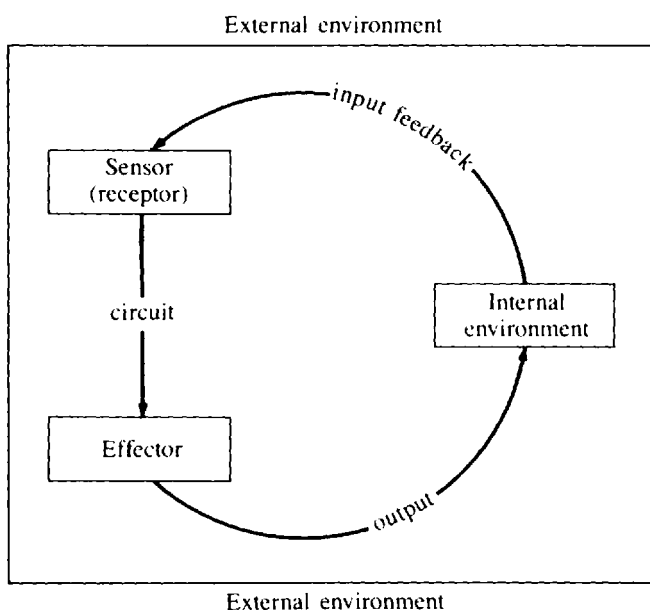 External environment
input feedback
Sensor
(receptor)
circuit
Internal
environment
Effector
output
External environment